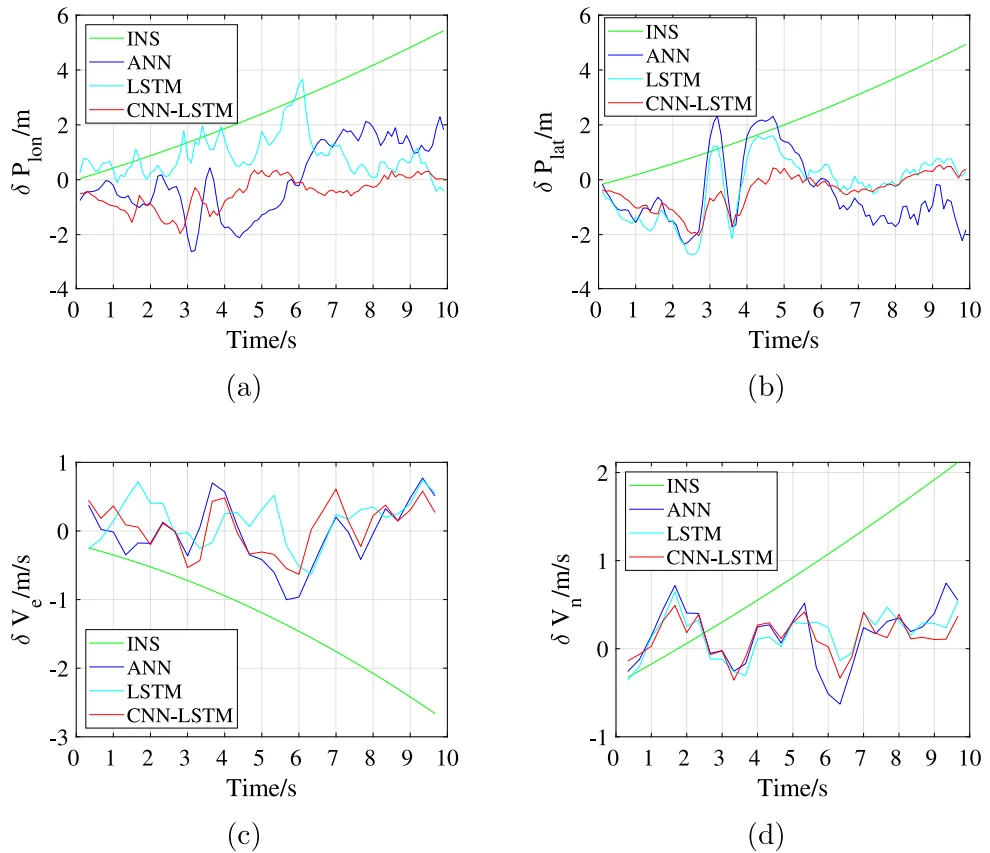 6
4
2
0
-2
-4
δ P_lon/m
INS
ANN
LSTM
CNN-LSTM
0 1 2 3 4 5 6 7 8 9 10
Time/s
(a)
6
4
2
0
-2
-4
δ P_lat/m
INS
ANN
LSTM
CNN-LSTM
0 1 2 3 4 5 6 7 8 9 10
Time/s
(b)
1
0
-1
-2
-3
δ V_e/m/s
INS
ANN
LSTM
CNN-LSTM
0 1 2 3 4 5 6 7 8 9 10
Time/s
(c)
2
1
0
-1
δ V_n/m/s
INS
ANN
LSTM
CNN-LSTM
0 1 2 3 4 5 6 7 8 9 10
Time/s
(d)